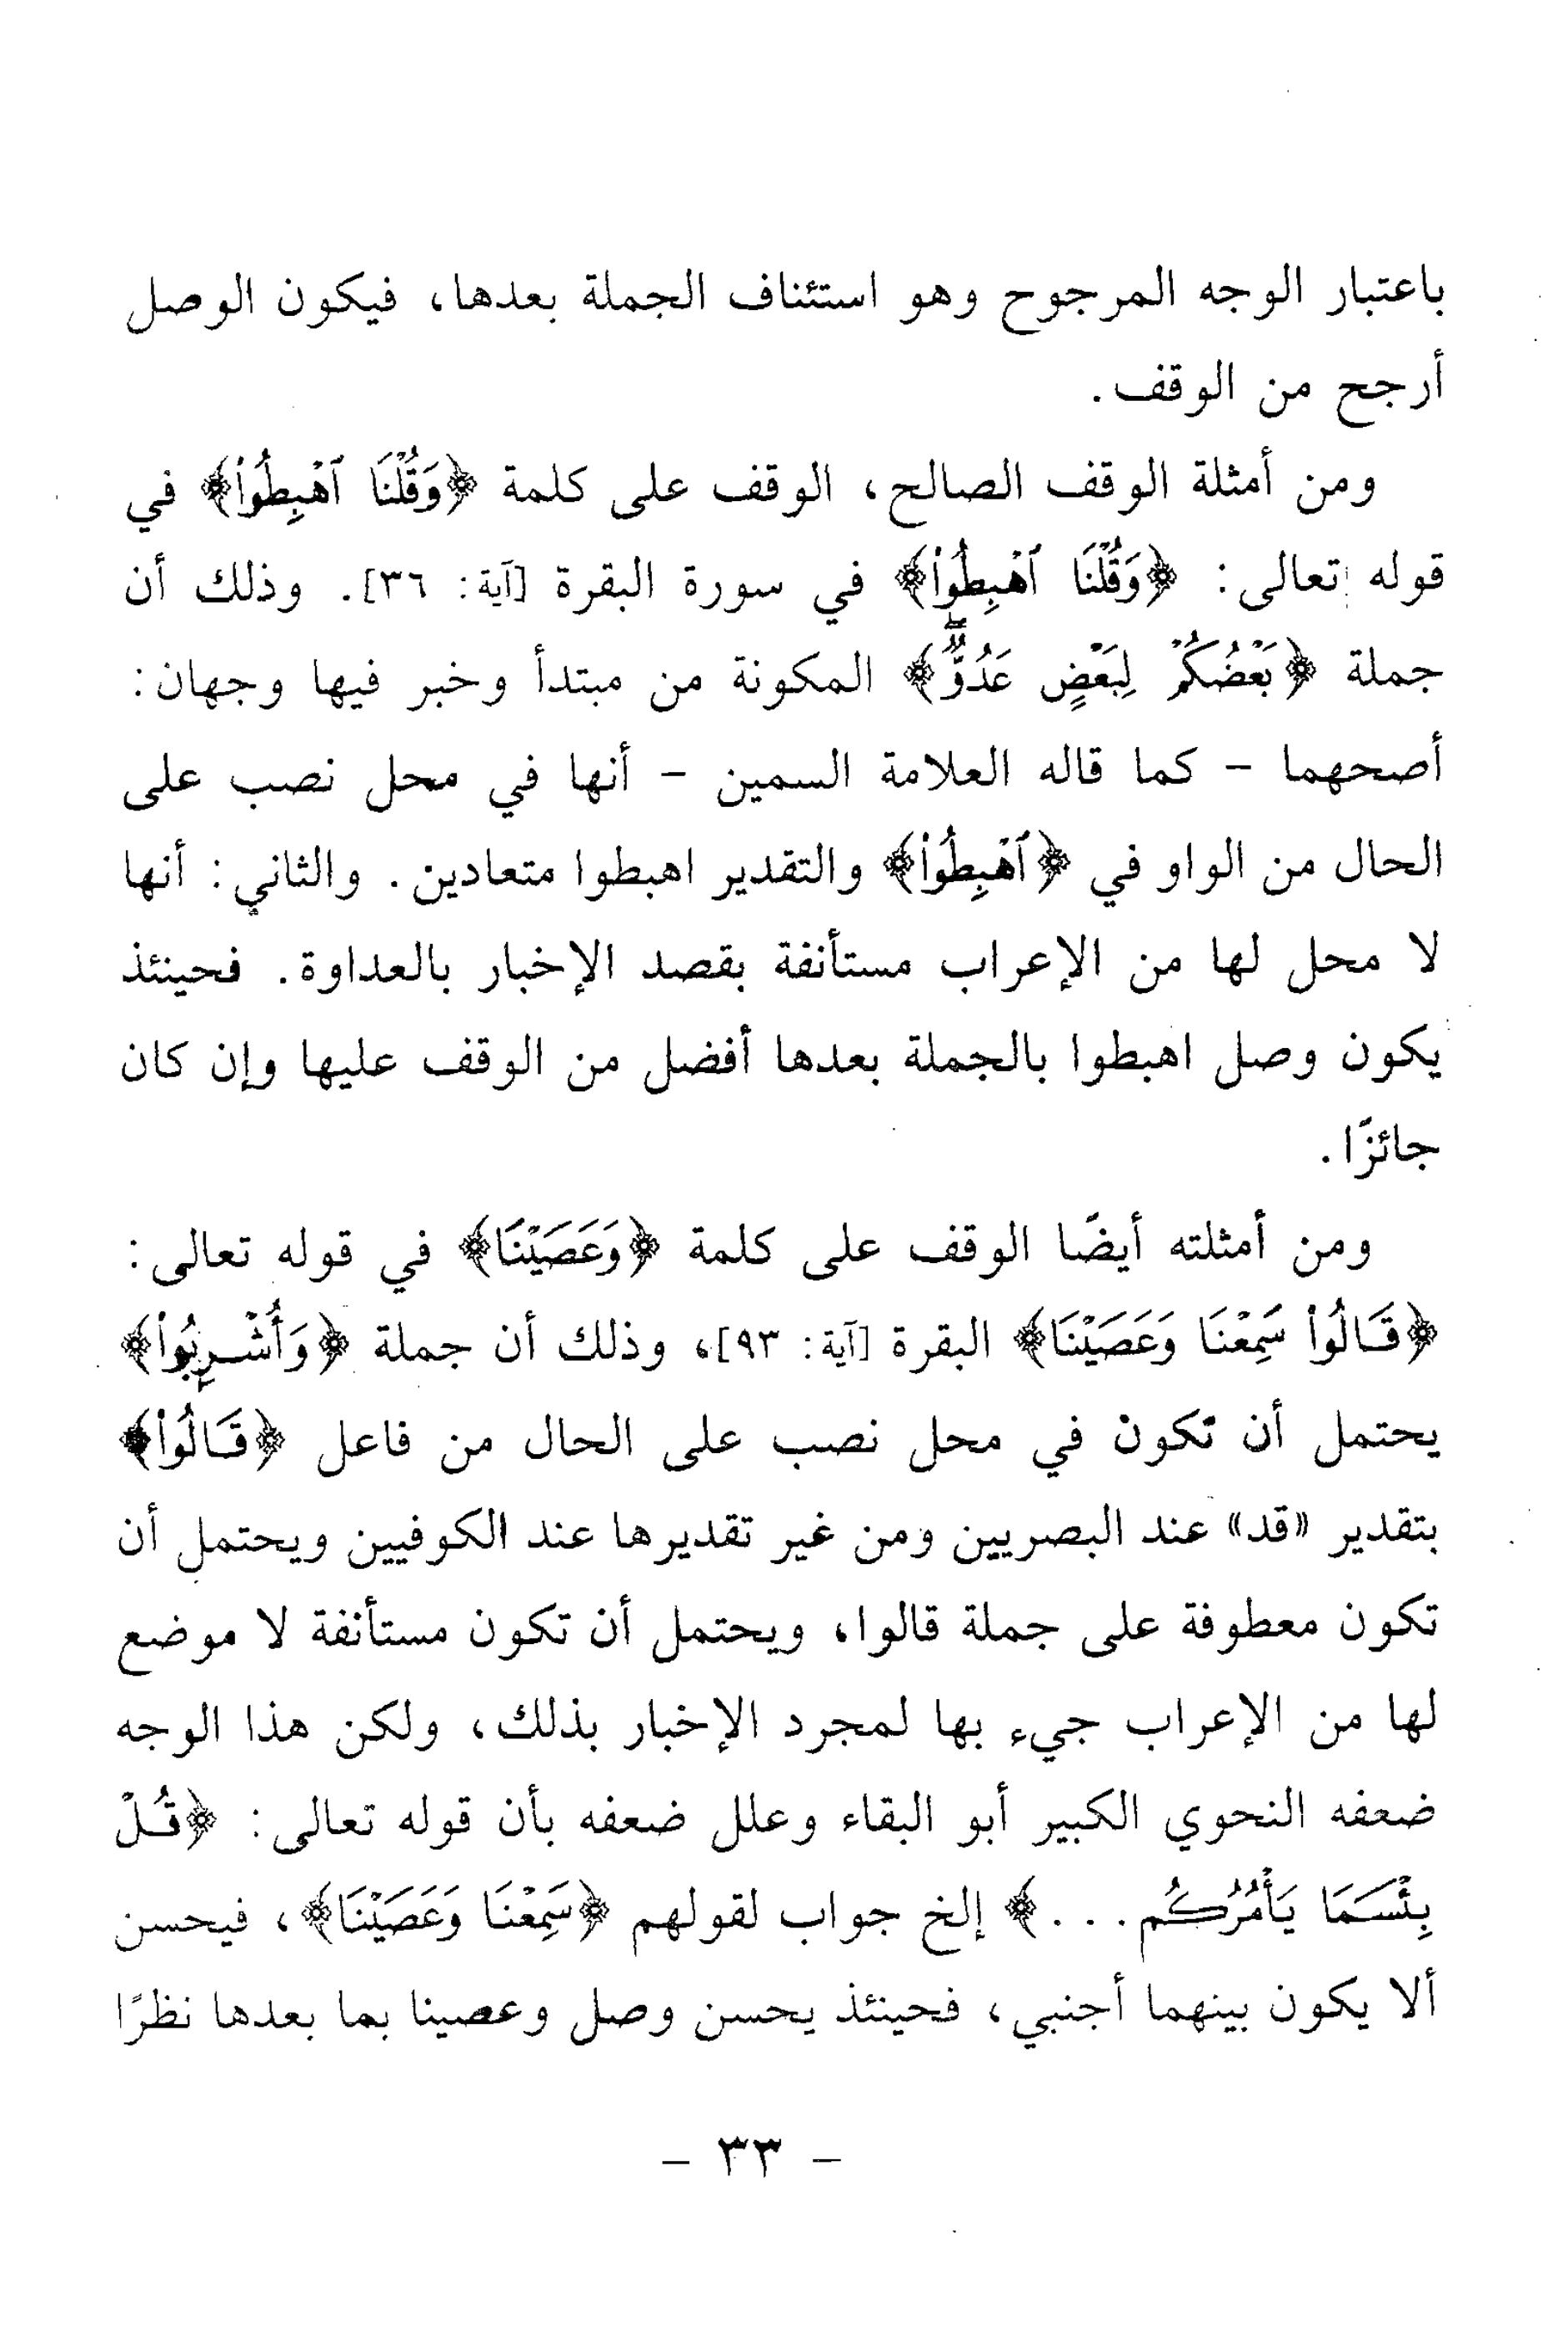 باعتبار الوجه المرجوح وهو استئناف الجملة بعدها، فيكون الوصل
أرجح من الوقف.
ومن أمثلة الوقف الصالح، الوقف على كلمة ﴿وَقُلْنَا ٱهْبِطُوا۟﴾ في
قوله تعالى: ﴿وَقُلْنَا ٱهْبِطُوا۟﴾ في سورة البقرة [آية: ٣٦]. وذلك أن
جملة ﴿بَعْضُكُمْ لِبَعْضٍ عَدُوٌّۖ﴾ المكونة من مبتدأ وخبر فيها وجهان:
أصحهما - كما قاله العلامة السمين - أنها في محل نصب على
الحال من الواو في ﴿ٱهْبِطُوا۟﴾ والتقدير اهبطوا متعادين. والثاني: أنها
لا محل لها من الإعراب مستأنفة بقصد الإخبار بالعداوة. فحينئذ
يكون وصل اهبطوا بالجملة بعدها أفضل من الوقف عليها وإن كان
جائزًا.
ومن أمثلته أيضًا الوقف على كلمة ﴿وَعَصَيْنَا﴾ في قوله تعالى:
﴿قَالُوا۟ سَمِعْنَا وَعَصَيْنَا﴾ البقرة [آية: ٩٣]، وذلك أن جملة ﴿وَأُشْرِبُوا۟﴾
يحتمل أن تكون في محل نصب على الحال من فاعل ﴿قَالُوا۟﴾
بتقدير «قد» عند البصريين ومن غير تقديرها عند الكوفيين ويحتمل أن
تكون معطوفة على جملة قالوا، ويحتمل أن تكون مستأنفة لا موضع
لها من الإعراب جيء بها لمجرد الإخبار بذلك، ولكن هذا الوجه
ضعفه النحوي الكبير أبو البقاء وعلل ضعفه بأن قوله تعالى: ﴿قُلْ
بِئْسَمَا يَأْمُرُكُم...﴾ إلخ جواب لقولهم ﴿سَمِعْنَا وَعَصَيْنَا﴾، فيحسن
ألا يكون بينهما أجنبي، فحينئذ يحسن وصل وعصينا بما بعدها نظرًا
- ٣٣ -